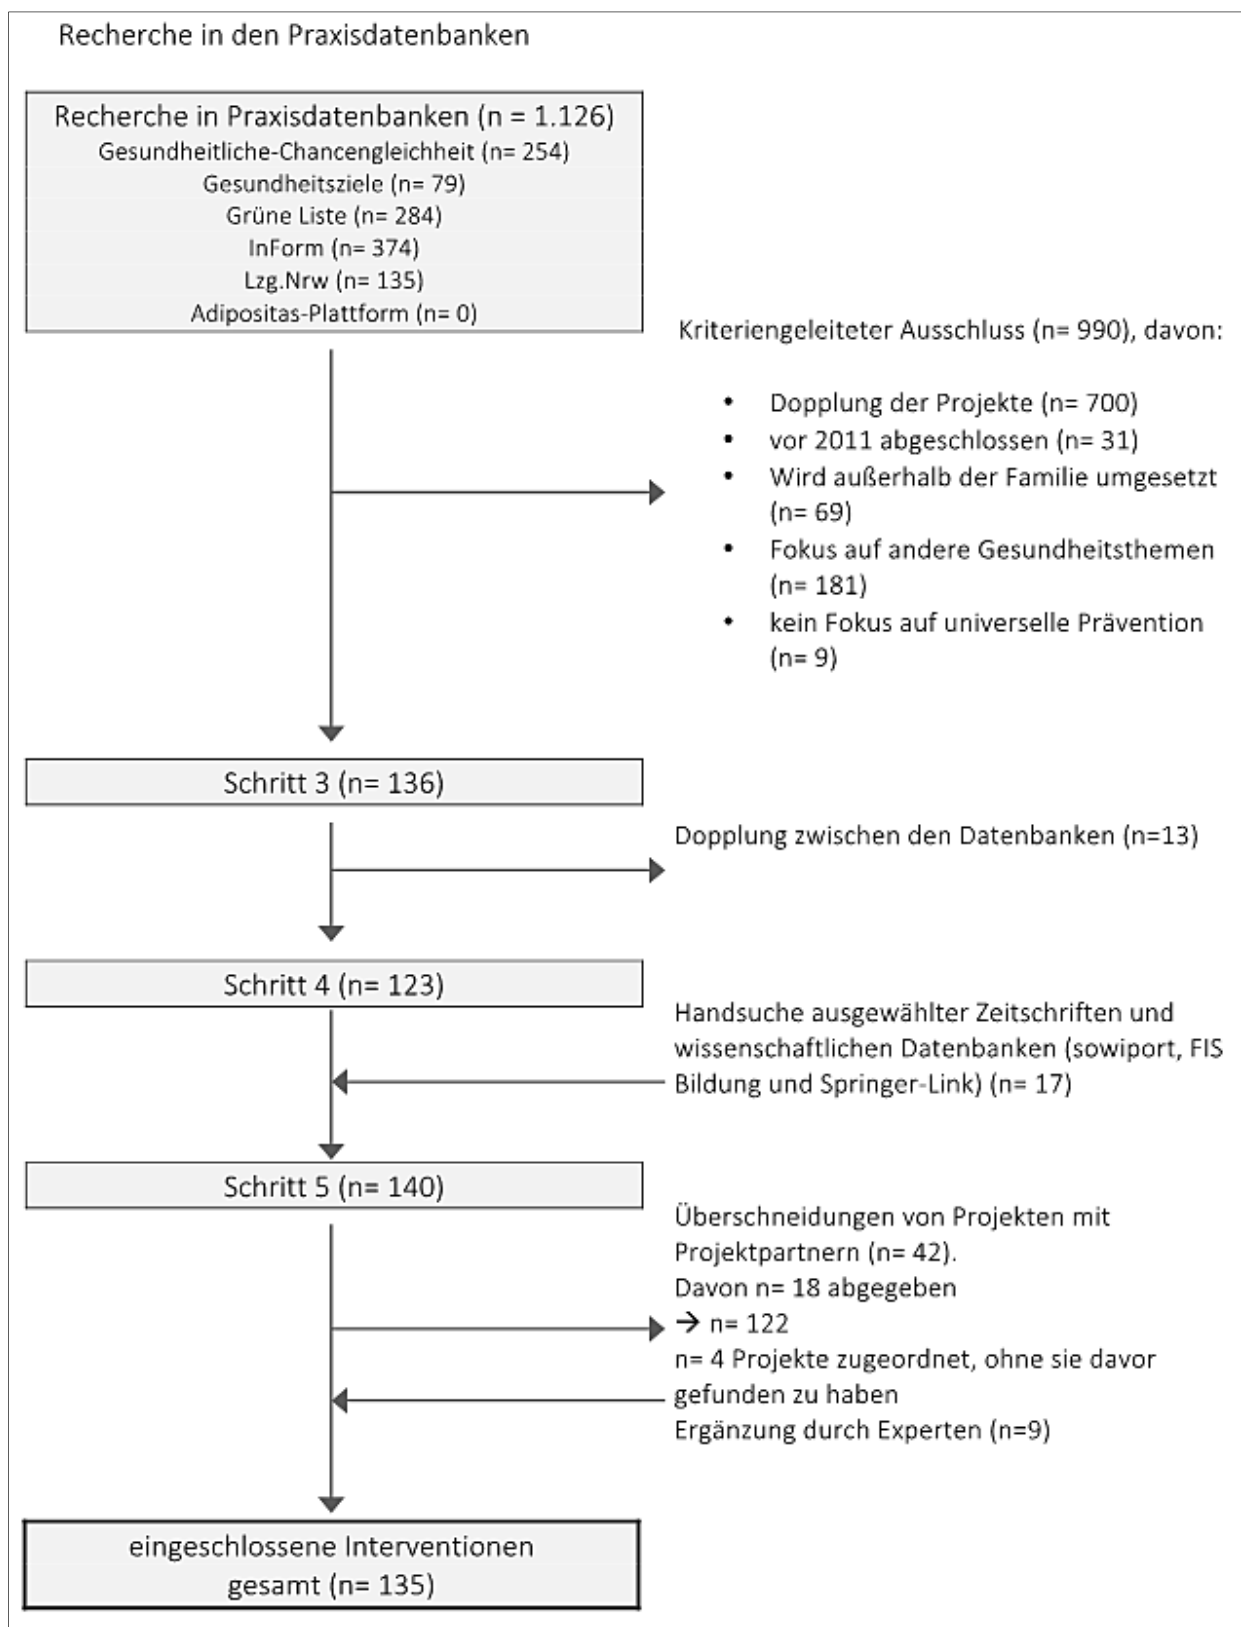 Recherche in den Praxisdatenbanken
Recherche in Praxisdatenbanken (n = 1.126)
Gesundheitliche-Chancengleichheit (n= 254)
Gesundheitsziele (n= 79)
Grüne Liste (n= 284)
InForm (n= 374)
Lzg.Nrw (n= 135)
Adipositas-Plattform (n= 0)
Kriteriengeleiteter Ausschluss (n= 990), davon:
• Dopplung der Projekte (n= 700)
• vor 2011 abgeschlossen (n= 31)
• Wird außerhalb der Familie umgesetzt
(n= 69)
• Fokus auf andere Gesundheitsthemen
(n= 181)
• kein Fokus auf universelle Prävention
(n= 9)
Schritt 3 (n= 136)
Dopplung zwischen den Datenbanken (n=13)
Schritt 4 (n= 123)
Handsuche ausgewählter Zeitschriften und
wissenschaftlichen Datenbanken (sowiport, FIS
Bildung und Springer-Link) (n= 17)
Schritt 5 (n= 140)
Überschneidungen von Projekten mit
Projektpartnern (n= 42).
Davon n= 18 abgegeben
→ n= 122
n= 4 Projekte zugeordnet, ohne sie davor
gefunden zu haben
Ergänzung durch Experten (n=9)
eingeschlossene Interventionen
gesamt (n= 135)